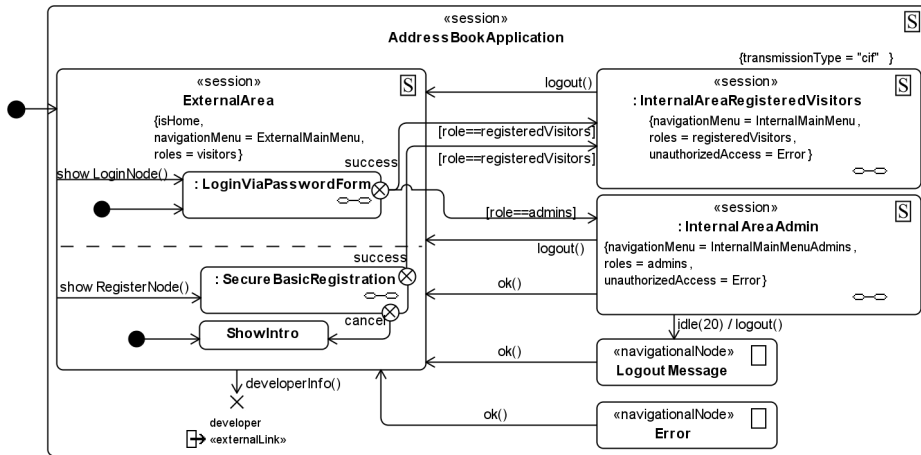 «session»
AddressBookApplication
S
{transmissionType = "cif" }
«session»
ExternalArea
S
{isHome,
navigationMenu = ExternalMainMenu,
roles = visitors}
show LoginNode()
: LoginViaPasswordForm
success
success
show RegisterNode()
: SecureBasicRegistration
cancel
ShowIntro
developerInfo()
developer
«externalLink»
logout()
[role==registeredVisitors]
[role==registeredVisitors]
[role==admins]
logout()
ok()
«session»
: InternalAreaRegisteredVisitors
S
{navigationMenu = InternalMainMenu,
roles = registeredVisitors,
unauthorizedAccess = Error}
«session»
: InternalAreaAdmin
S
{navigationMenu = InternalMainMenuAdmins,
roles = admins,
unauthorizedAccess = Error}
idle(20) / logout()
ok()
«navigationalNode»
LogoutMessage
ok()
«navigationalNode»
Error